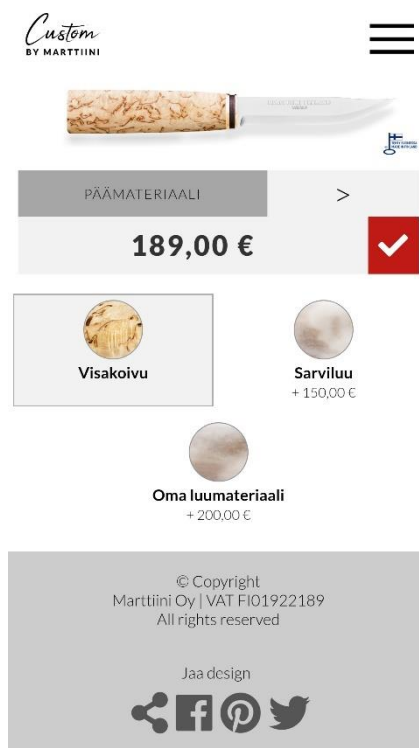 Custom
BY MARTTIINI
PÄÄMATERIAALI >
189,00 €
Visakoivu
Sarviluu
+ 150,00 €
Oma luumateriaali
+ 200,00 €
© Copyright
Marttiini Oy | VAT FI01922189
All rights reserved
Jaa design